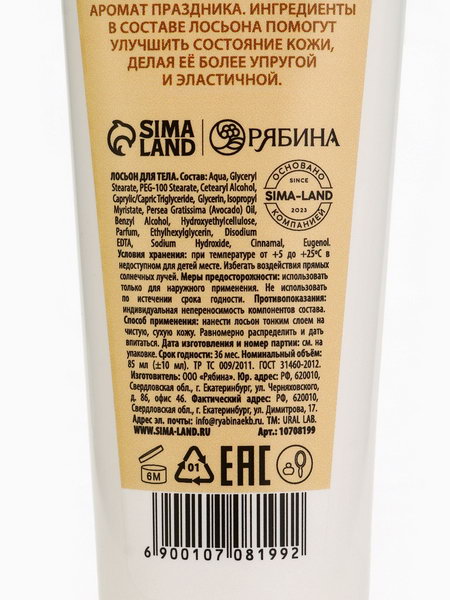 АРОМАТ ПРАЗДНИКА. ИНГРЕДИЕНТЫ
В СОСТАВЕ ЛОСЬОНА ПОМОГУТ
УЛУЧШИТЬ СОСТОЯНИЕ КОЖИ,
ДЕЛАЯ ЕЁ БОЛЕЕ УПРУГОЙ
И ЭЛАСТИЧНОЙ.
SIMA
LAND
РЯБИНА
ОСНОВАНО
SINCE
SIMA-LAND
2023
КОМПАНИЕЙ
ЛОСЬОН ДЛЯ ТЕЛА. Состав: Aqua, Glyceryl
Stearate, PEG-100 Stearate, Cetearyl Alcohol,
Caprylic/Capric Triglyceride, Glycerin, Isopropyl
Myristate, Persea Gratissima (Avocado) Oil,
Benzyl Alcohol, Hydroxyethylcellulose,
Parfum, Ethylhexylglycerin, Disodium
EDTA, Sodium Hydroxide, Cinnamal, Eugenol.
Условия хранения: при температуре от +5 до +25ºС в
недоступном для детей месте. Избегать воздействия прямых
солнечных лучей. Меры предосторожности: использовать
только для наружного применения. Не использовать
по истечении срока годности. Противопоказания:
индивидуальная непереносимость компонентов состава.
Способ применения: нанести лосьон тонким слоем на
чистую, сухую кожу. Равномерно распределить и дать
впитаться. Дата изготовления и номер партии: см. на
упаковке. Срок годности: 36 мес. Номинальный объём:
85 мл (±10 мл). ТР ТС 009/2011. ГОСТ 31460-2012.
Изготовитель: ООО «Рябина». Юр. адрес: РФ, 620010,
Свердловская обл., г. Екатеринбург, ул. Черняховского,
д. 86, офис 46. Фактический адрес: РФ, 620010,
Свердловская обл., г. Екатеринбург, ул. Димитрова, 17.
Адрес эл. почты: info@ryabinaekb.ru. TM: URAL LAB.
WWW.SIMA-LAND.RU Арт.: 10708199
6M
01
EAC
6 900107 081992